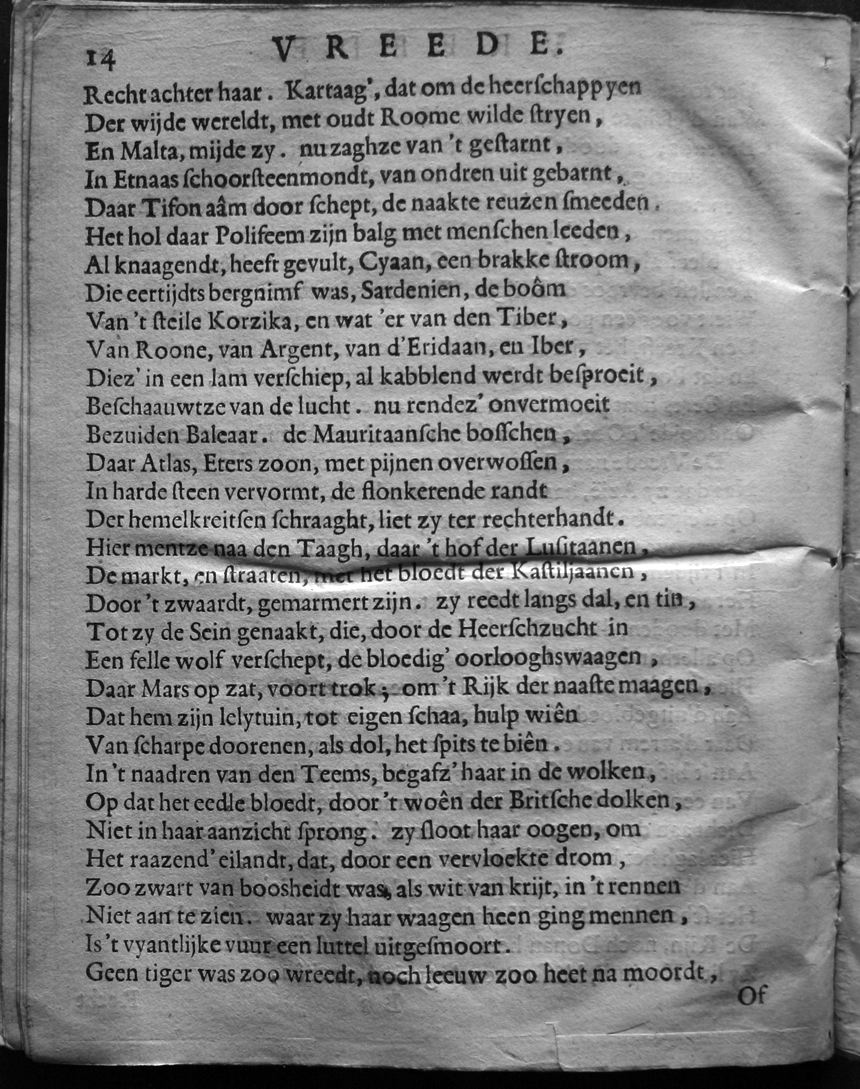 14 VREEDE.
Recht achter haar. Kartaag', dat om de heerſchappyen
Der wijde wereldt, met oudt Roome wilde ſtryen,
En Malta, mijde zy. nu zaghze van 't geſtarnt,
In Etnaas ſchoorſteenmondt, van ondren uit gebarnt,
Daar Tifon aâm door ſchept, de naakte reuzen ſmeeden.
Het hol daar Polifeem zijn balg met menſchen leeden,
Al knaagendt, heeft gevult, Cyaan, een brakke ſtroom,
Die eertijdts bergnimf was, Sardenien, de boôm
Van 't ſteile Korzika, en wat 'er van den Tiber,
Van Roone, van Argent, van d'Eridaan, en Iber,
Diez' in een lam verſchiep, al kabblend werdt beſproeit,
Beſchaauwtze van de lucht. nu rendez' onvermoeit
Bezuiden Baleaar. de Mauritaanſche boſſchen,
Daar Atlas, Eters zoon, met pijnen overwoſſen,
In harde ſteen vervormt, de flonkerende randt
Der hemelkreitſen ſchraaght, liet zy ter rechterhandt.
Hier mentze naa den Taagh, daar 't hof der Luſitaanen,
De markt, en ſtraaten, met het bloedt der Kaſtiljaanen,
Door 't zwaardt, gemarmert zijn. zy reedt langs dal, en tin,
Tot zy de Sein genaakt, die, door de Heerſchzucht in
Een felle wolf verſchept, de bloedig' oorlooghswaagen,
Daar Mars op zat, voort trok; om 't Rijk der naaſte maagen,
Dat hem zijn lelytuin, tot eigen ſchaa, hulp wiên
Van ſcharpe doorenen, als dol, het ſpits te biên.
In 't naadren van den Teems, begafz' haar in de wolken,
Op dat het eedle bloedt, door 't woên der Britſche dolken,
Niet in haar aanzicht ſprong. zy ſloot haar oogen, om
Het raazend' eilandt, dat, door een vervloekte drom,
Zoo zwart van boosheidt was, als wit van krijt, in 't rennen
Niet aan te zien. waar zy haar waagen heen ging mennen,
Is 't vyantlijke vuur een luttel uitgeſmoort.
Geen tiger was zoo wreedt, noch leeuw zoo heet na moordt,
Of